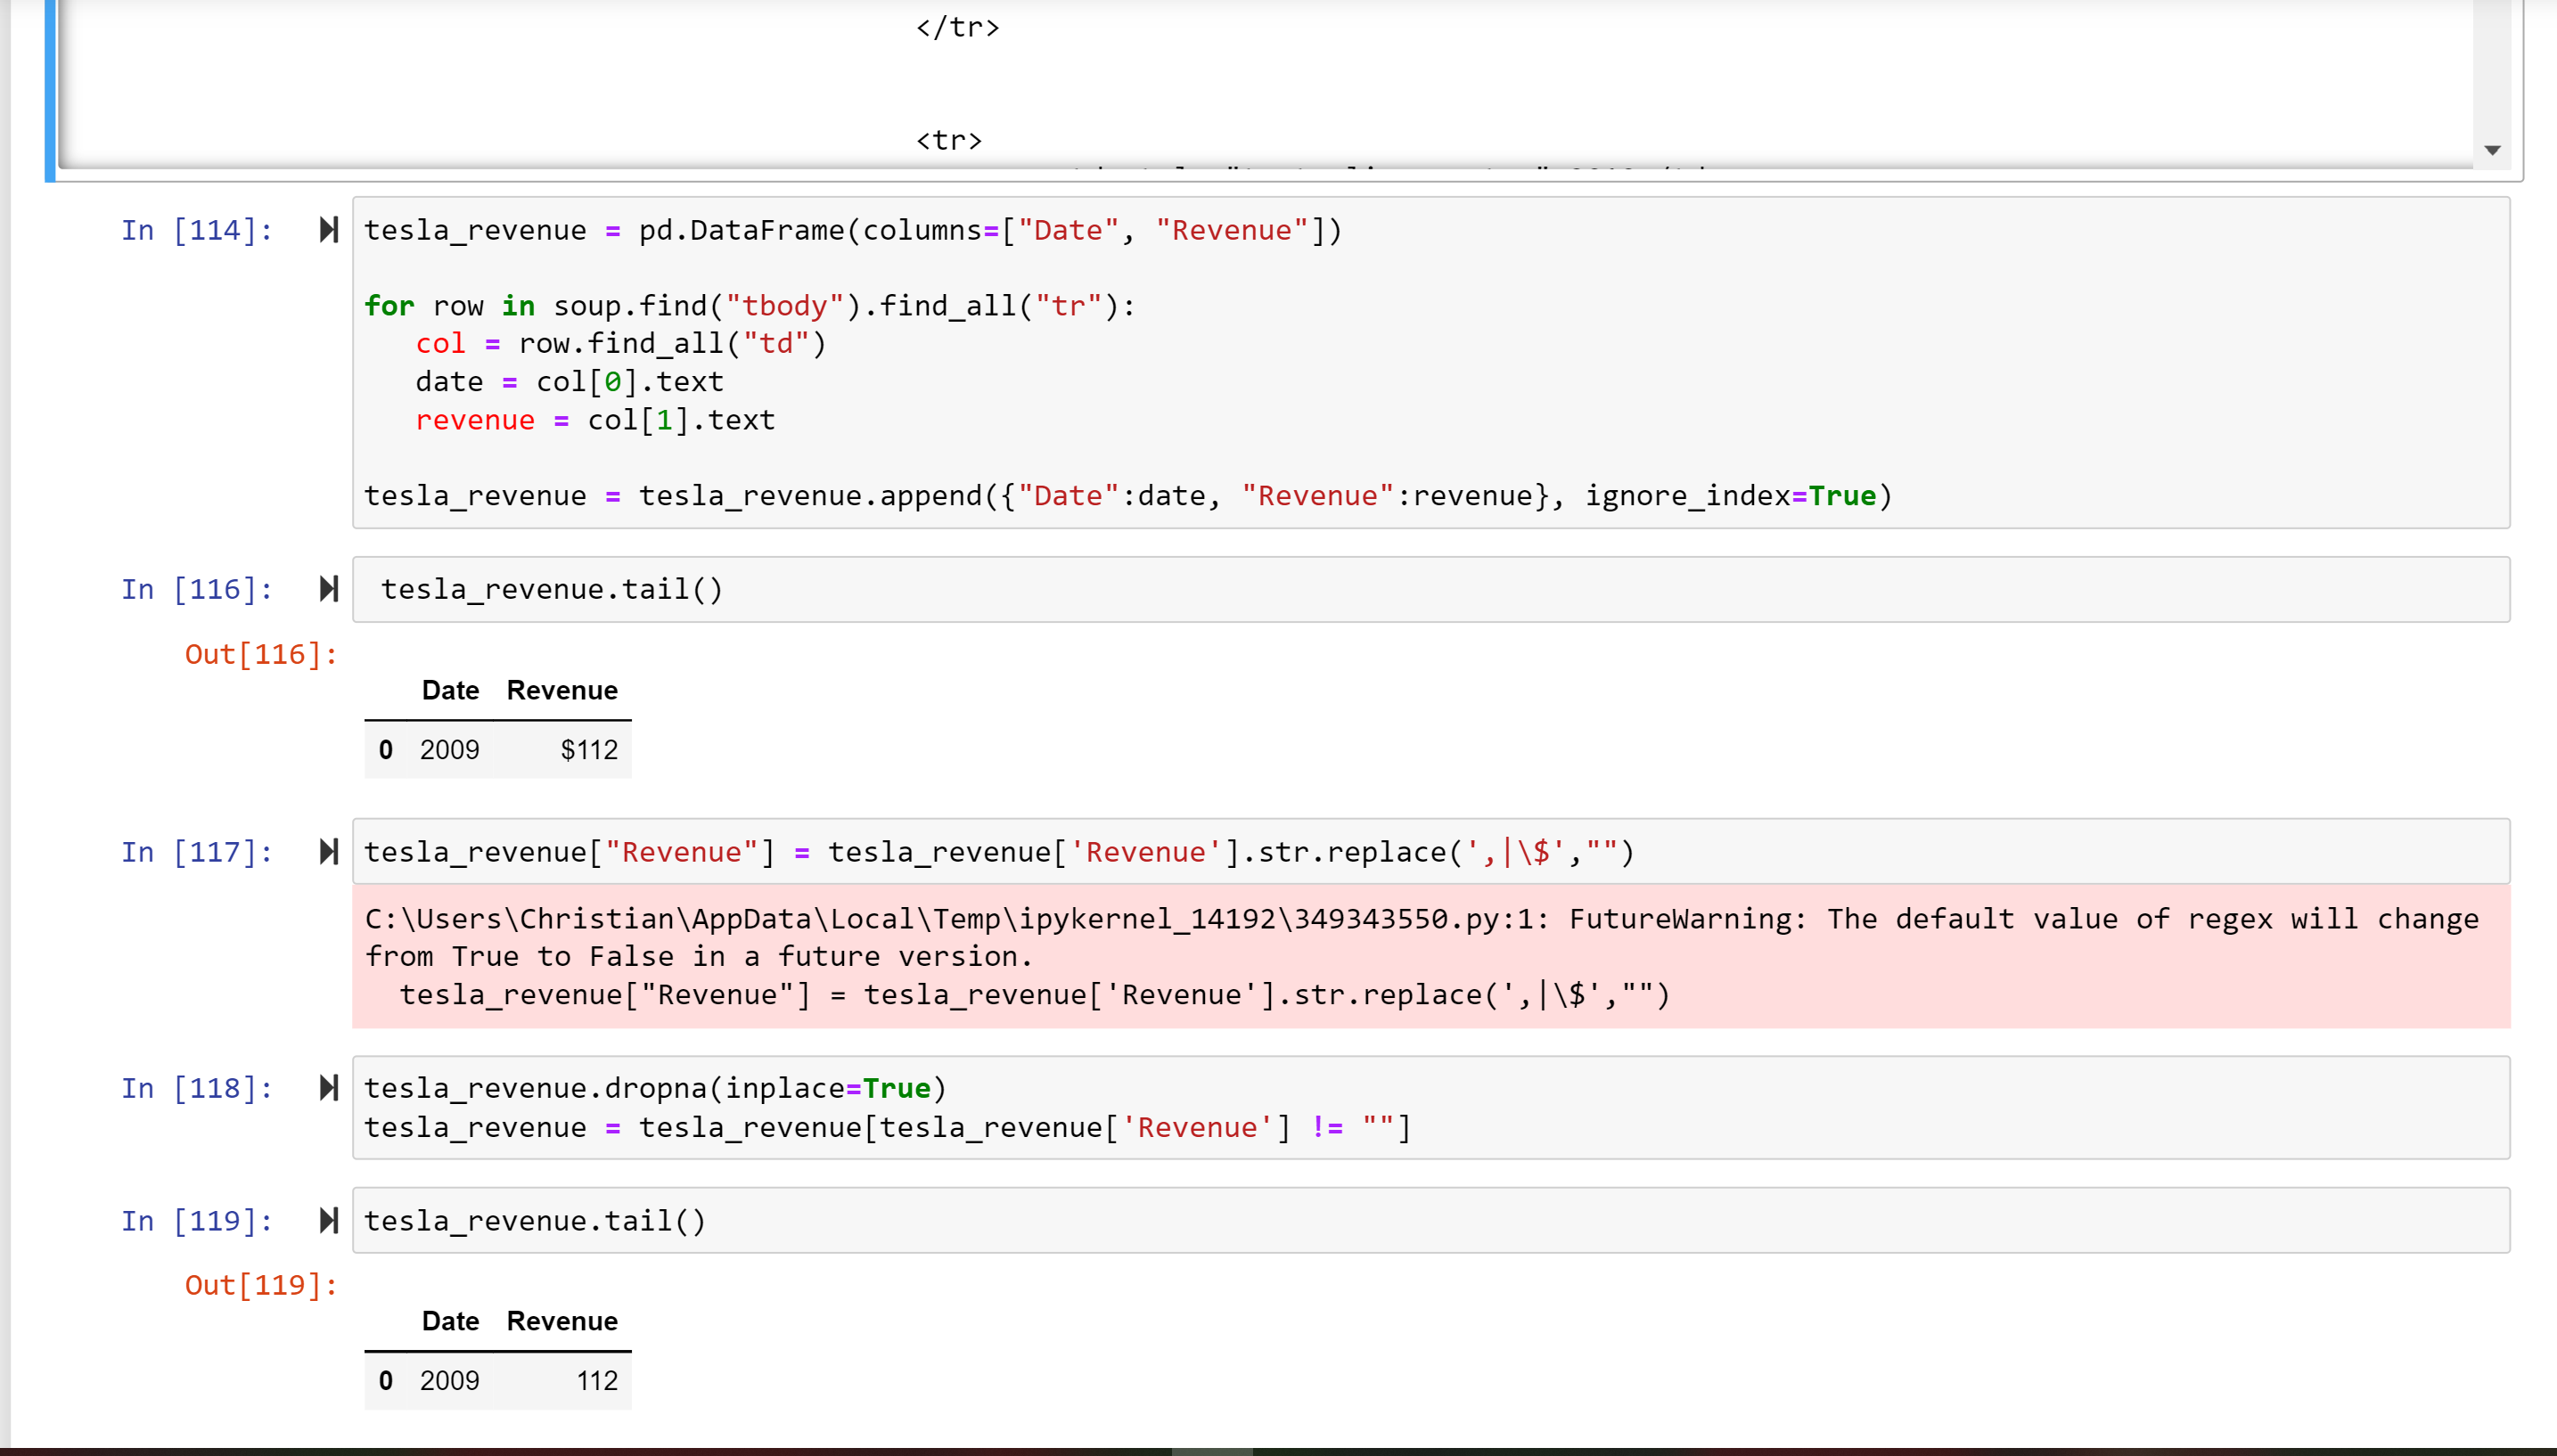 </tr>
<tr>
In [114]:
tesla_revenue = pd.DataFrame(columns=["Date", "Revenue"])
for row in soup.find("tbody").find_all("tr"):
   col = row.find_all("td")
   date = col[0].text
   revenue = col[1].text
tesla_revenue = tesla_revenue.append({"Date":date, "Revenue":revenue}, ignore_index=True)
In [116]:
 tesla_revenue.tail()
Out[116]:
Date Revenue
0 2009 $112
In [117]:
tesla_revenue["Revenue"] = tesla_revenue['Revenue'].str.replace(',|\$',"")
C:\Users\Christian\AppData\Local\Temp\ipykernel_14192\349343550.py:1: FutureWarning: The default value of regex will change
from True to False in a future version.
  tesla_revenue["Revenue"] = tesla_revenue['Revenue'].str.replace(',|\$',"")
In [118]:
tesla_revenue.dropna(inplace=True)
tesla_revenue = tesla_revenue[tesla_revenue['Revenue'] != ""]
In [119]:
tesla_revenue.tail()
Out[119]:
Date Revenue
0 2009 112